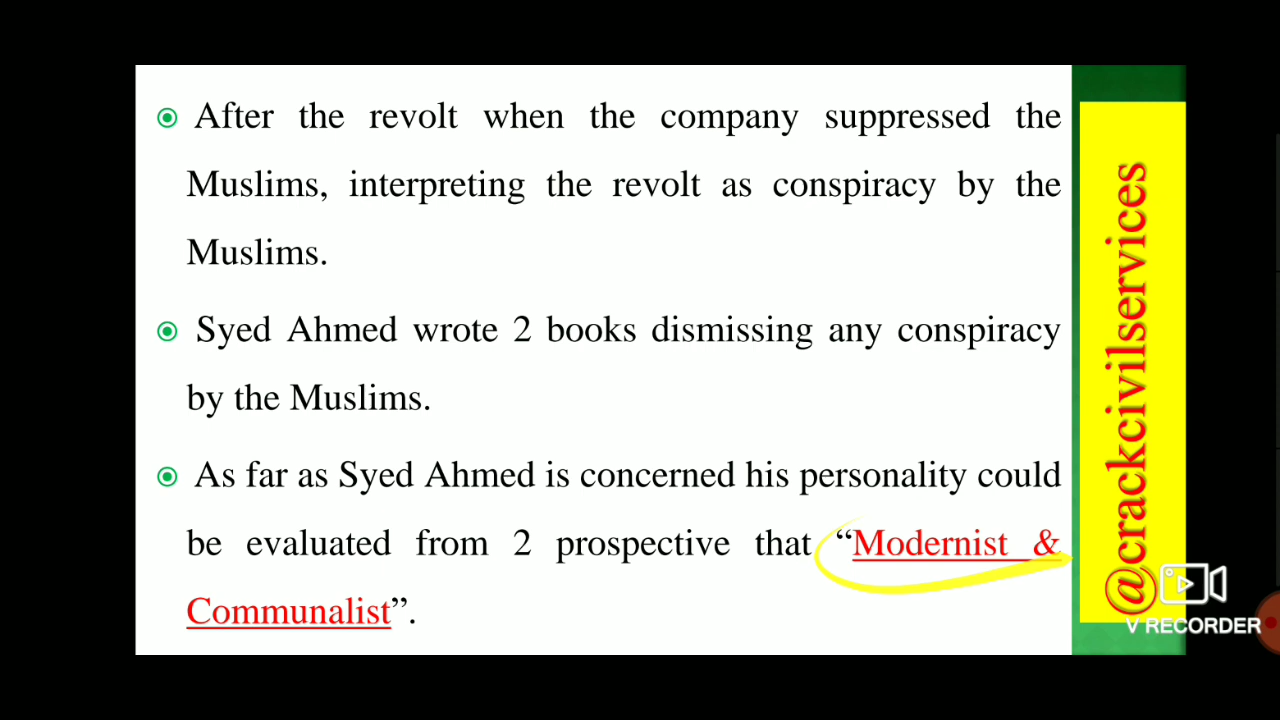 After the revolt when the company suppressed the
Muslims, interpreting the revolt as conspiracy by the
Muslims.
Syed Ahmed wrote 2 books dismissing any conspiracy
by the Muslims.
As far as Syed Ahmed is concerned his personality could
be evaluated from 2 prospective that “Modernist &
Communalist”.
@crackcivilservices
V RECORDER